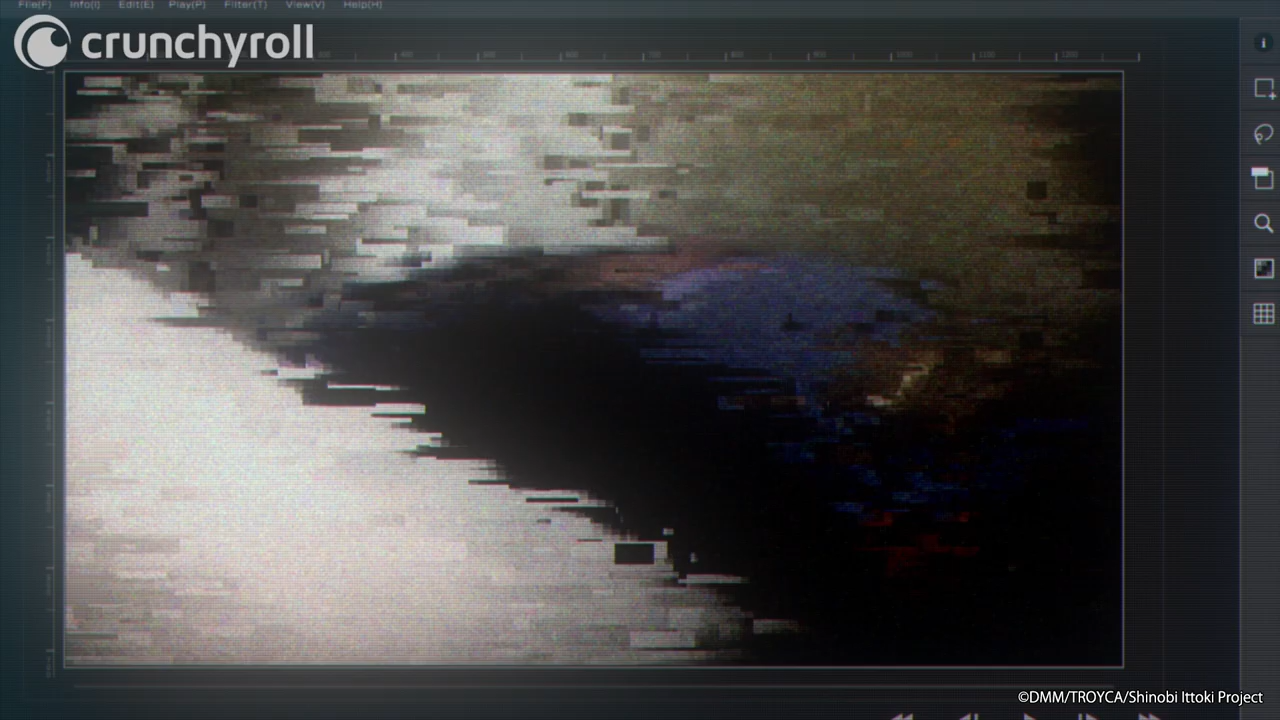 File(F) Info(I) Edit(E) Play(P) Filter(T) View(V) Help(H)
crunchyroll
©DMM/TROYCA/Shinobi Ittoki Project